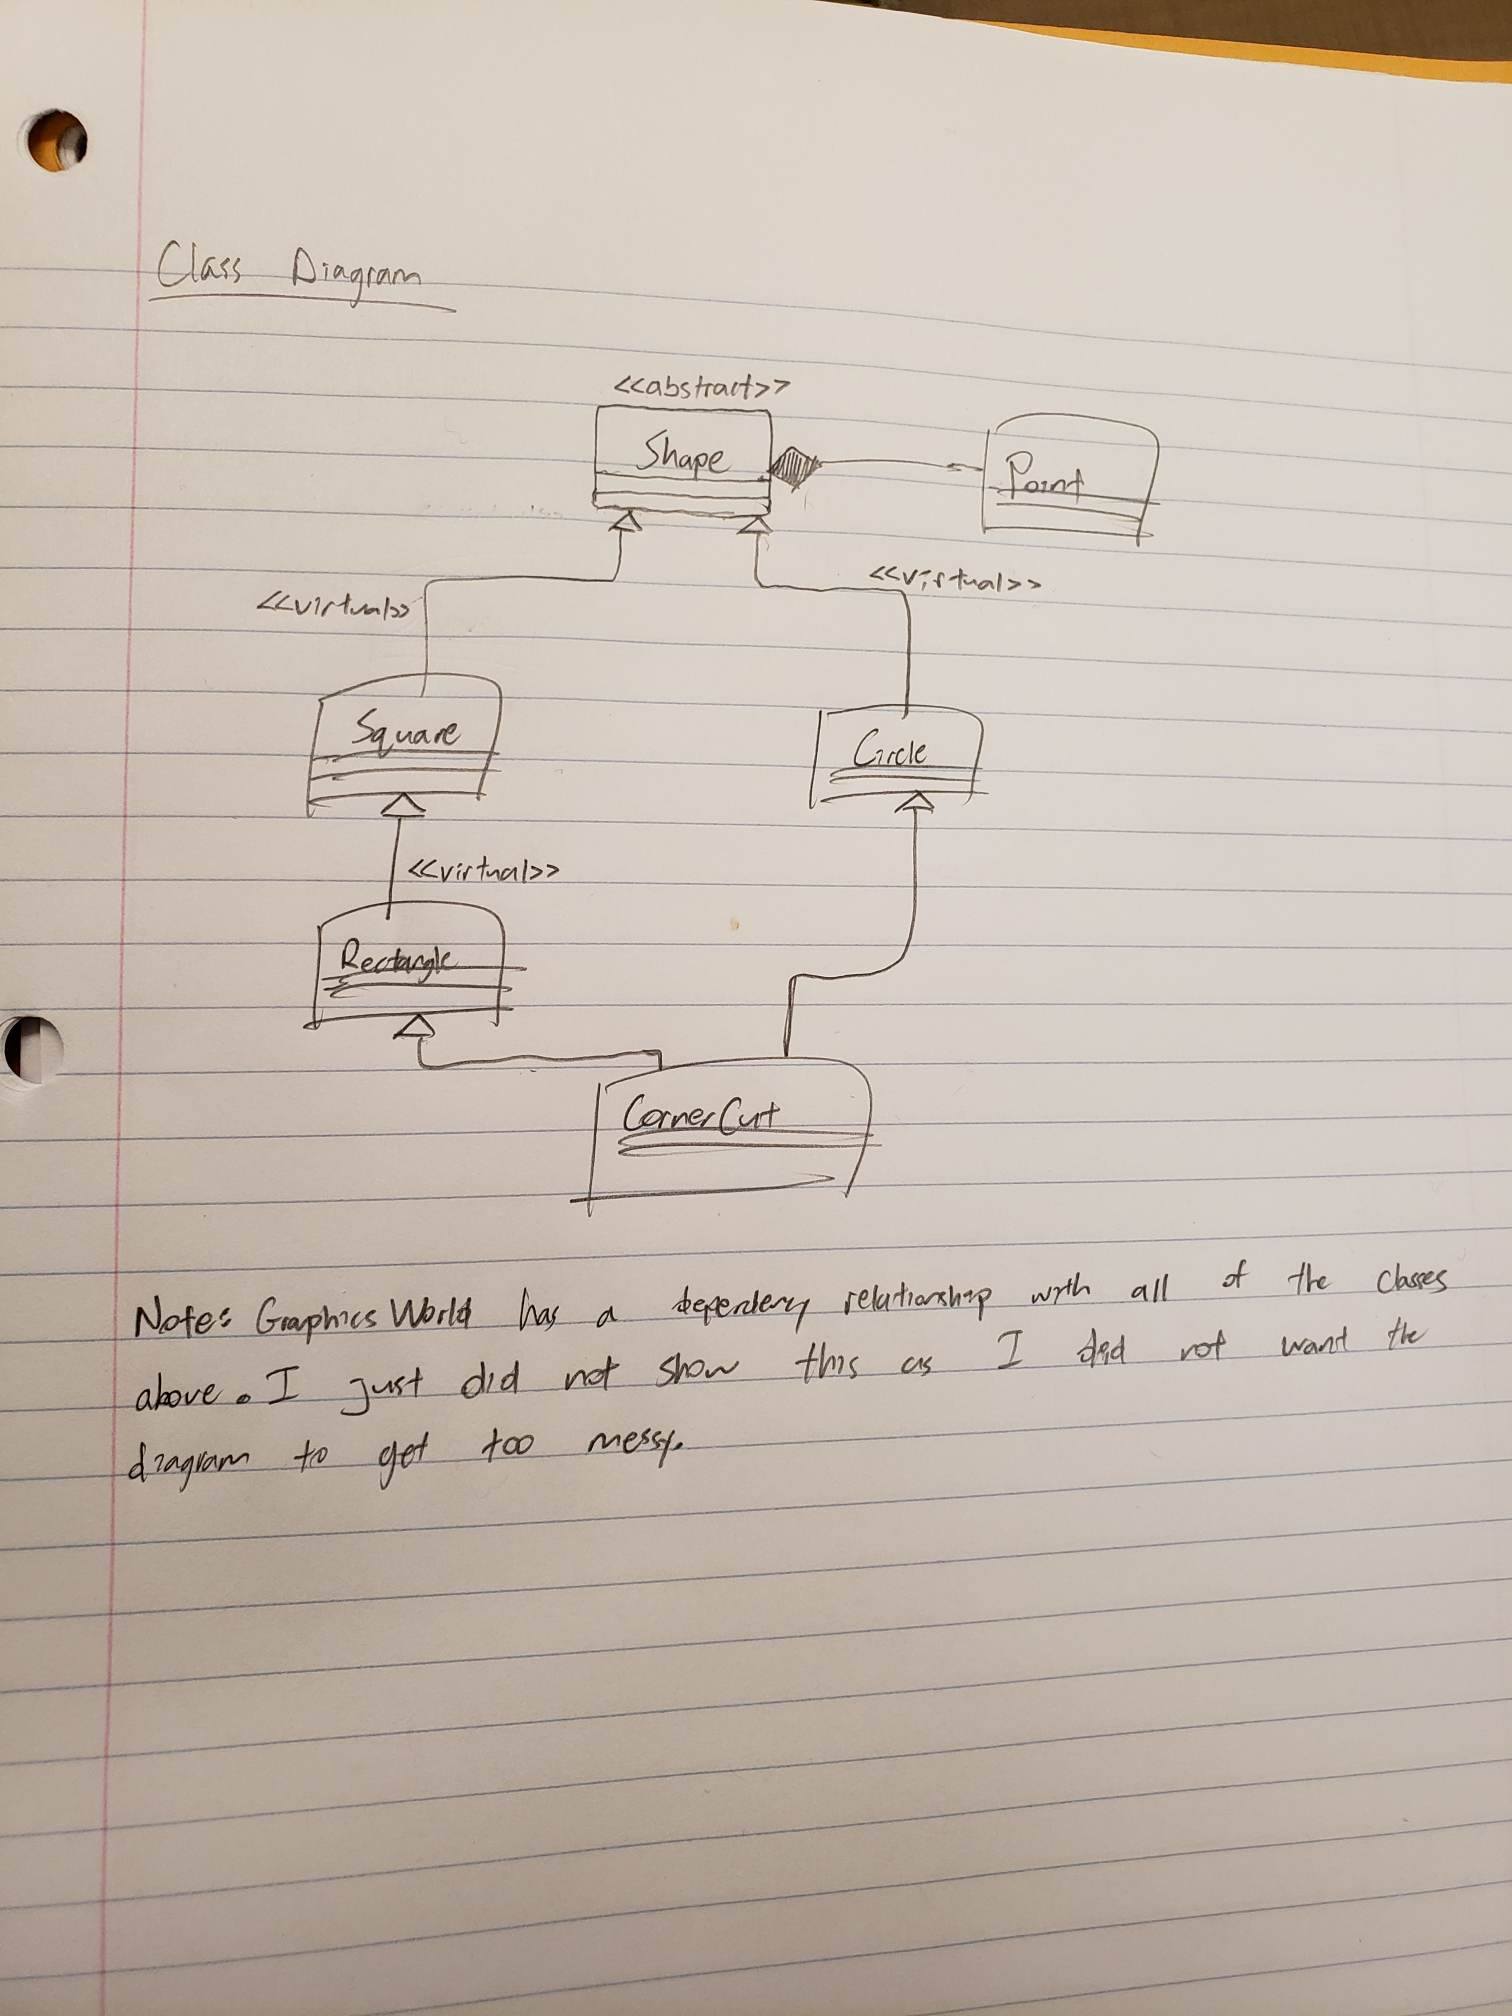 Class Diagram
<<abstract>>
Shape
Point
<<virtual>>
<<virtual>>
Square
Circle
<<virtual>>
Rectangle
CornerCut
Note: GraphicsWorld has a dependency relationship with all of the classes
above. I just did not show this as I did not want the
diagram to get too messy.